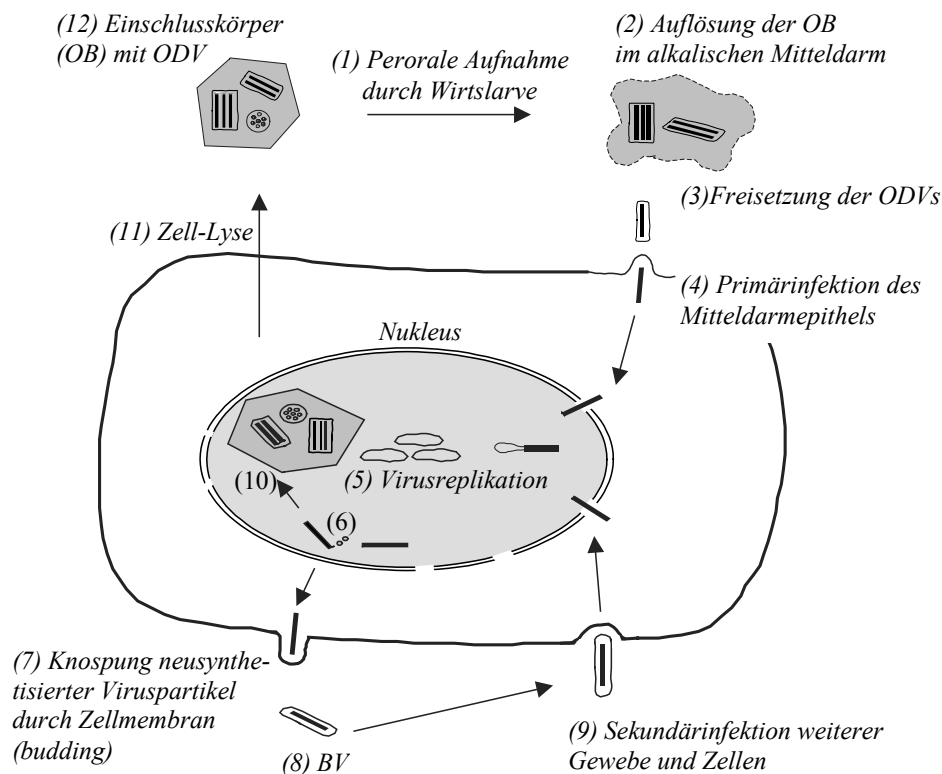 (12) Einschlusskörper
(OB) mit ODV
(1) Perorale Aufnahme
durch Wirtslarve
(2) Auflösung der OB
im alkalischen Mitteldarm
(3)Freisetzung der ODVs
(11) Zell-Lyse
(4) Primärinfektion des
Mitteldarmepithels
Nukleus
(10)
(5) Virusreplikation
(6)
(7) Knospung neusynthe-
tisierter Viruspartikel
durch Zellmembran
(budding)
(8) BV
(9) Sekundärinfektion weiterer
Gewebe und Zellen